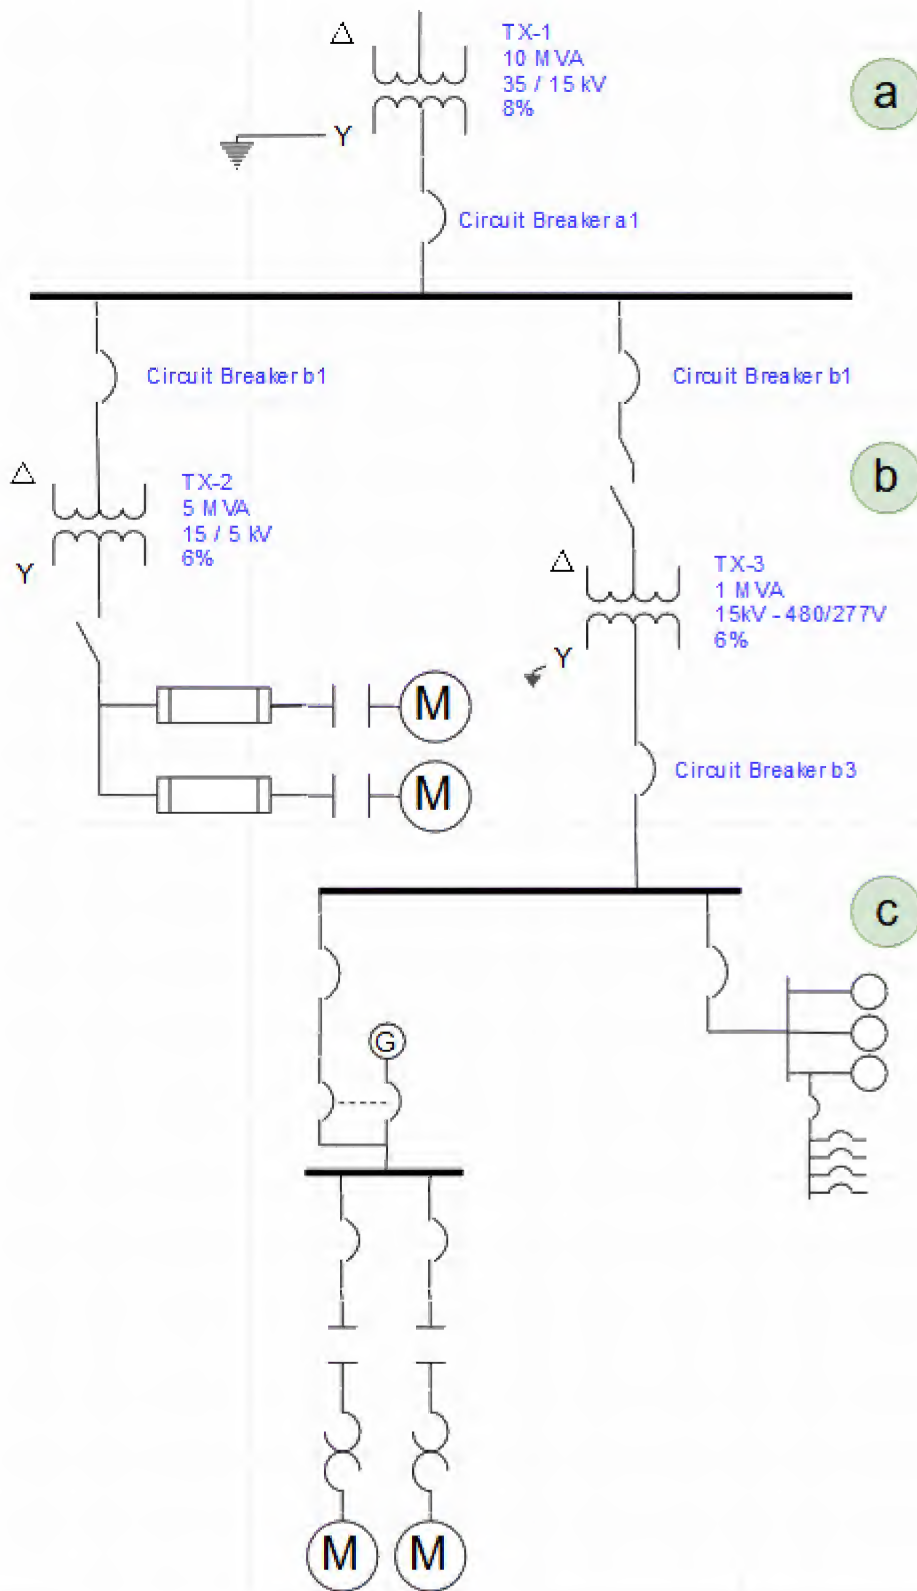 △
TX-1
10 MVA
35 / 15 kV
8%
a
Y
Circuit Breaker a1
Circuit Breaker b1
Circuit Breaker b1
△
TX-2
5 MVA
15 / 5 kV
6%
Y
b
△
TX-3
1 MVA
15kV - 480/277V
6%
Y
M
M
Circuit Breaker b3
c
G
M
M